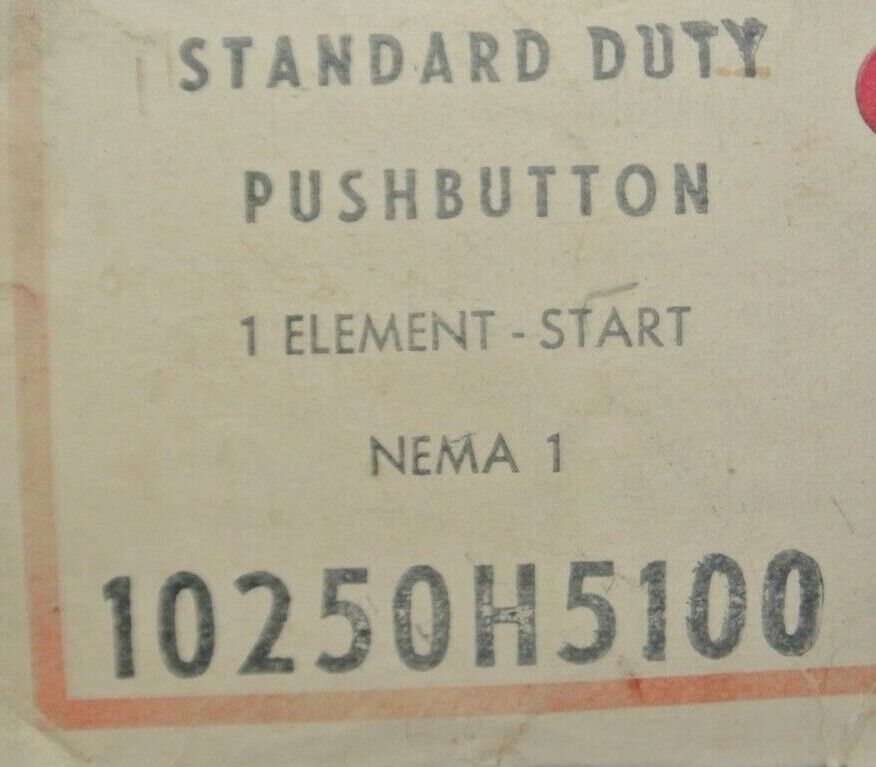 STANDARD DUTY
PUSHBUTTON
1 ELEMENT - START
NEMA 1
10250H5100